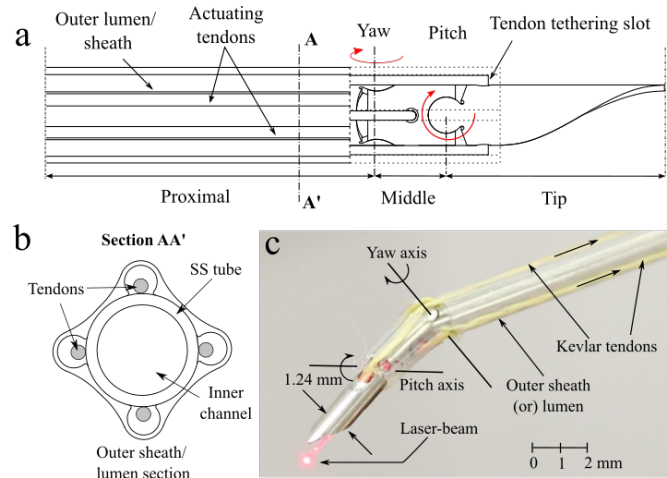 a
Outer lumen/
sheath
Actuating
tendons
A
Yaw
Pitch
Tendon tethering slot
Proximal
A'
Middle
Tip
b
Section AA'
SS tube
Tendons
Inner
channel
Outer sheath/
lumen section
c
Yaw axis
Kevlar tendons
1.24 mm
Pitch axis
Outer sheath
(or) lumen
Laser-beam
0 1 2 mm